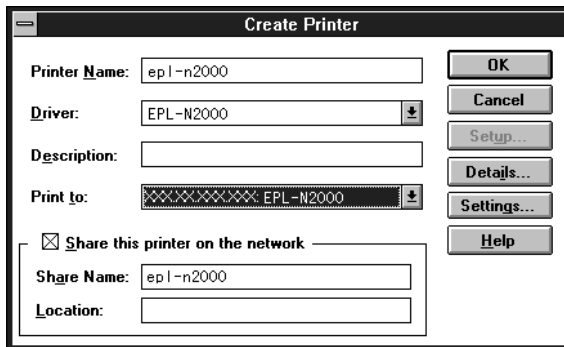 Create Printer
Printer Name: epl-n2000
OK
Driver: EPL-N2000
Cancel
Setup...
Description:
Details...
Print to: XXX.XX.XXX.XXX: EPL-N2000
Settings...
Share this printer on the network
Help
Share Name: epl-n2000
Location: